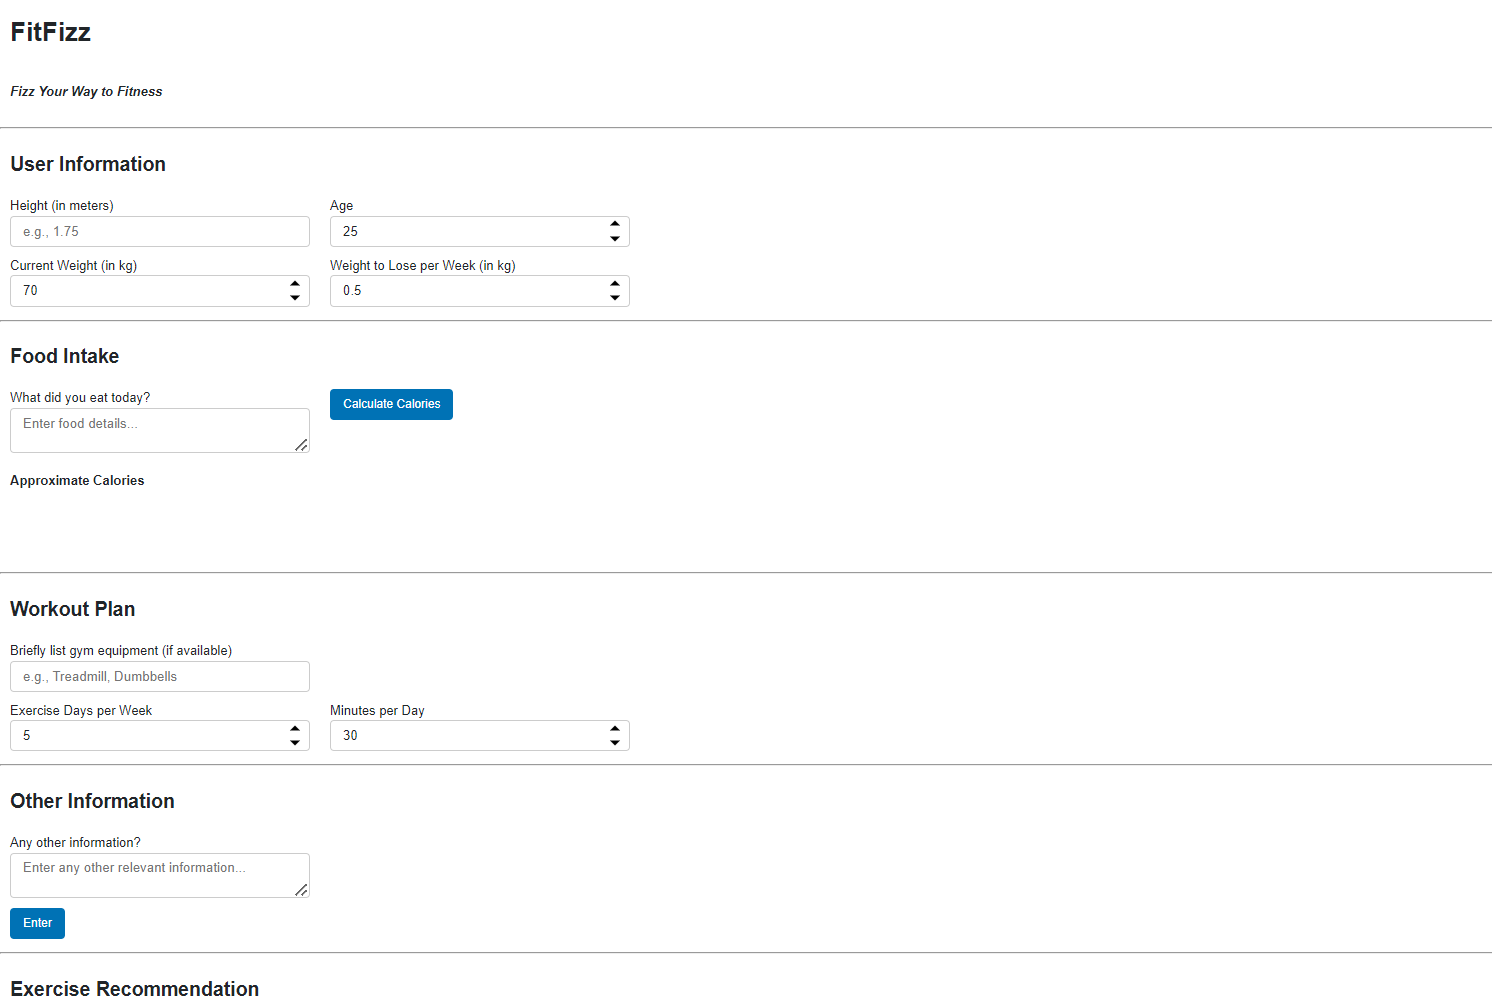 FitFizz
Fizz Your Way to Fitness
User Information
Height (in meters)
Age
e.g., 1.75
25
Current Weight (in kg)
Weight to Lose per Week (in kg)
70
0.5
Food Intake
What did you eat today?
Calculate Calories
Enter food details...
Approximate Calories
Workout Plan
Briefly list gym equipment (if available)
e.g., Treadmill, Dumbbells
Exercise Days per Week
Minutes per Day
5
30
Other Information
Any other information?
Enter any other relevant information...
Enter
Exercise Recommendation